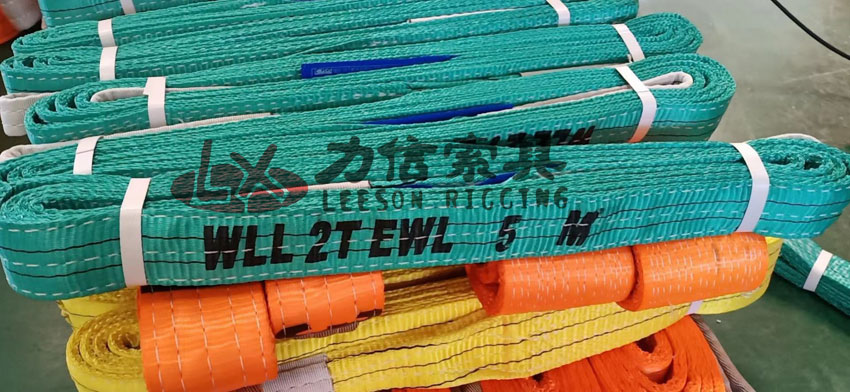 力信索具
LEESON RIGGING
WLL 2T EWL 5 M